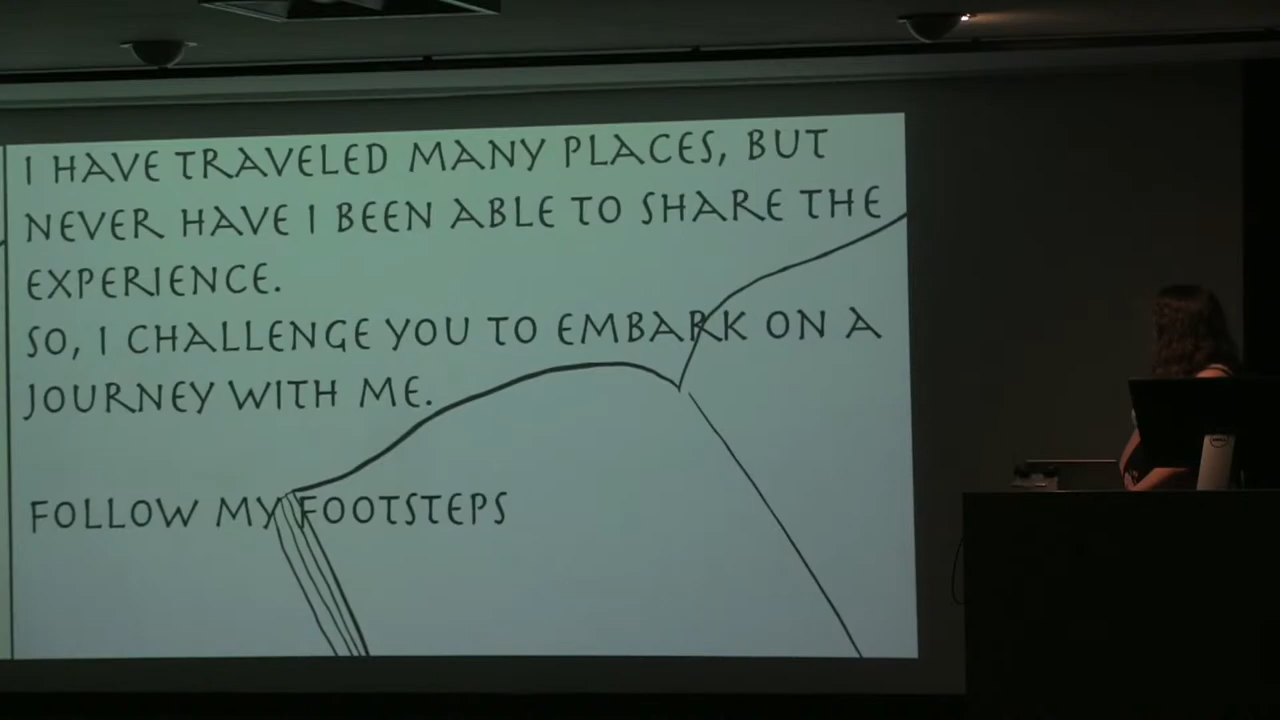 I HAVE TRAVELED MANY PLACES, BUT
NEVER HAVE I BEEN ABLE TO SHARE THE
EXPERIENCE.
SO, I CHALLENGE YOU TO EMBARK ON A
JOURNEY WITH ME.
FOLLOW MY FOOTSTEPS
DELL